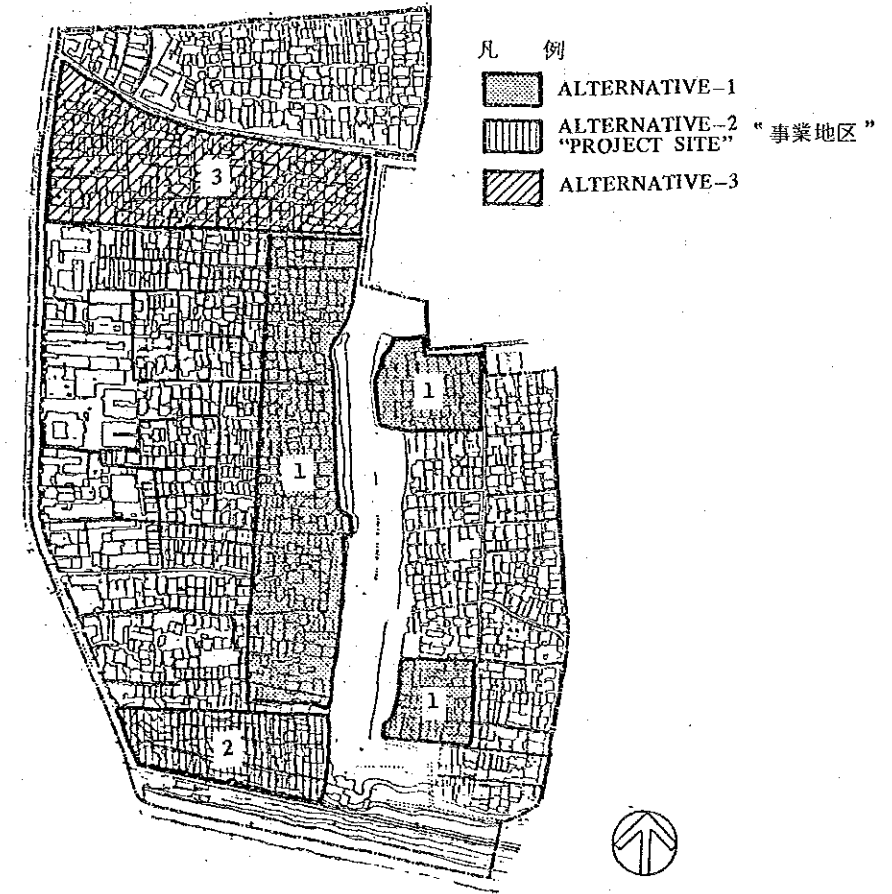 凡 例
ALTERNATIVE-1
ALTERNATIVE-2
"PROJECT SITE" “事業地区”
ALTERNATIVE-3
3
1
1
1
2